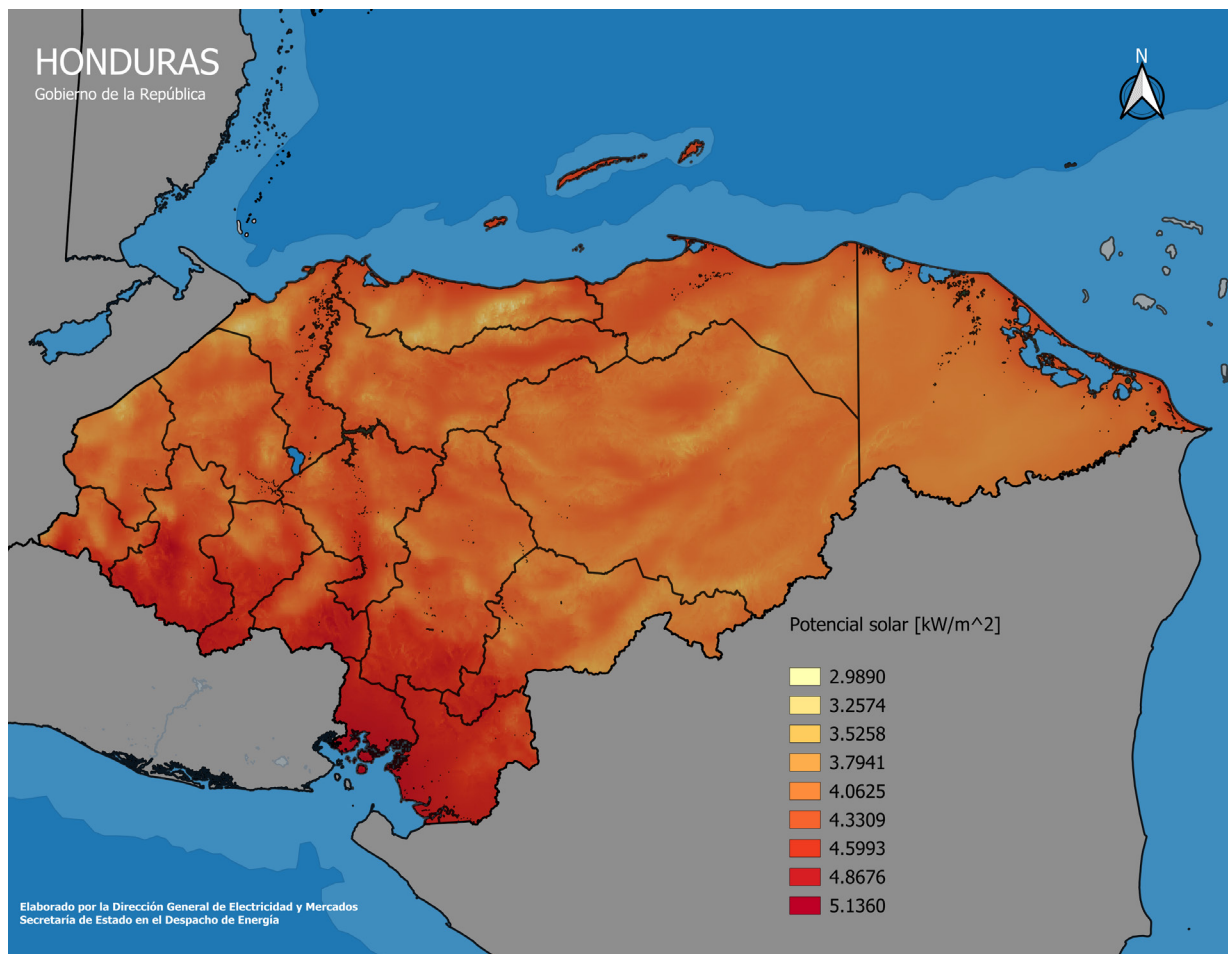 HONDURAS
Gobierno de la República
N
Potencial solar [kW/m^2]
2.9890
3.2574
3.5258
3.7941
4.0625
4.3309
4.5993
4.8676
5.1360
Elaborado por la Dirección General de Electricidad y Mercados
Secretaría de Estado en el Despacho de Energía